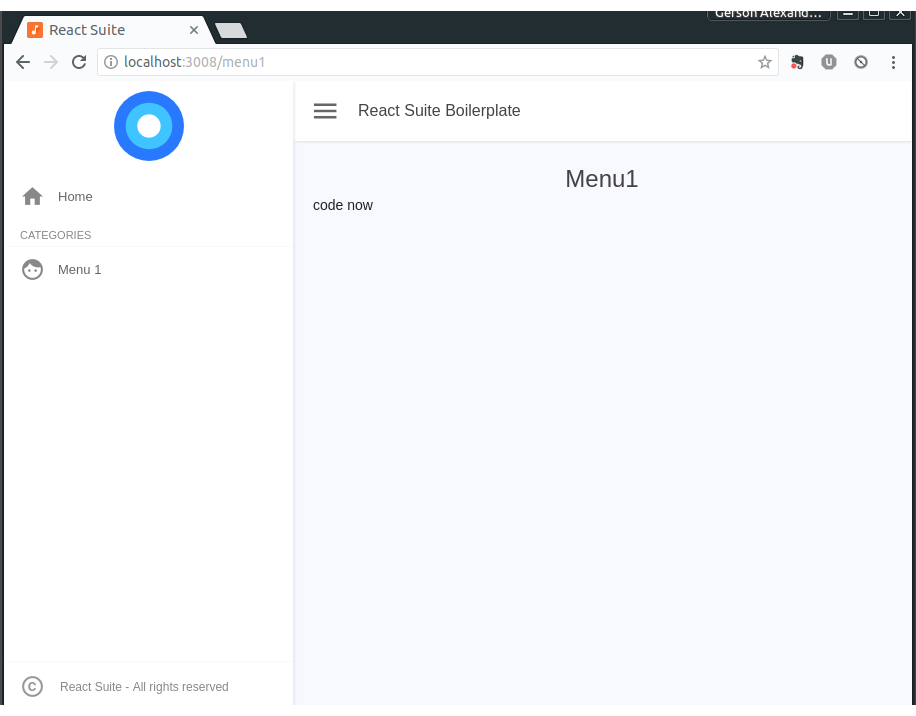 Gerson Alexand...
React Suite
localhost:3008/menu1
React Suite Boilerplate
Home
CATEGORIES
Menu 1
Menu1
code now
React Suite - All rights reserved